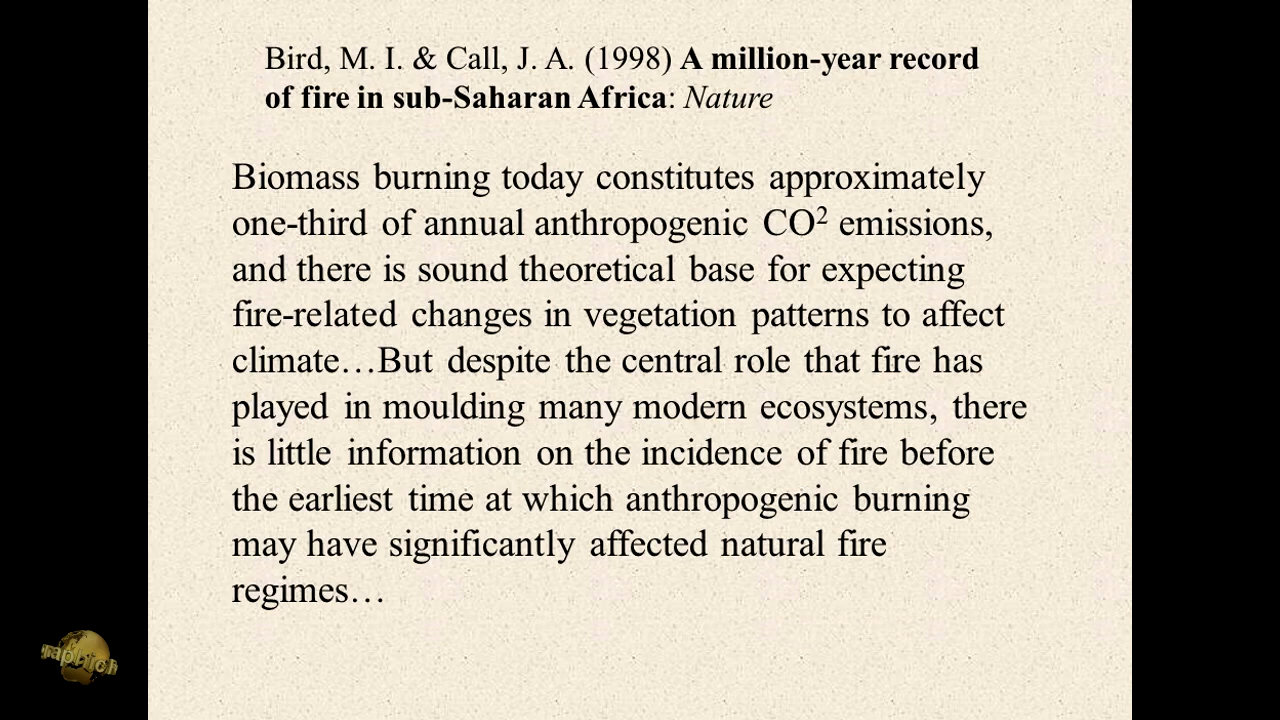 Bird, M. I. & Call, J. A. (1998) A million-year record
of fire in sub-Saharan Africa: Nature
Biomass burning today constitutes approximately
one-third of annual anthropogenic CO² emissions,
and there is sound theoretical base for expecting
fire-related changes in vegetation patterns to affect
climate…But despite the central role that fire has
played in moulding many modern ecosystems, there
is little information on the incidence of fire before
the earliest time at which anthropogenic burning
may have significantly affected natural fire
regimes…